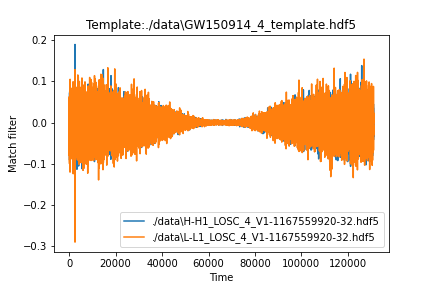 Template:./data\GW150914_4_template.hdf5
0.2
0.1
0.0
−0.1
−0.2
−0.3
Match filter
0 20000 40000 60000 80000 100000 120000
Time
./data\H-H1_LOSC_4_V1-1167559920-32.hdf5
./data\L-L1_LOSC_4_V1-1167559920-32.hdf5